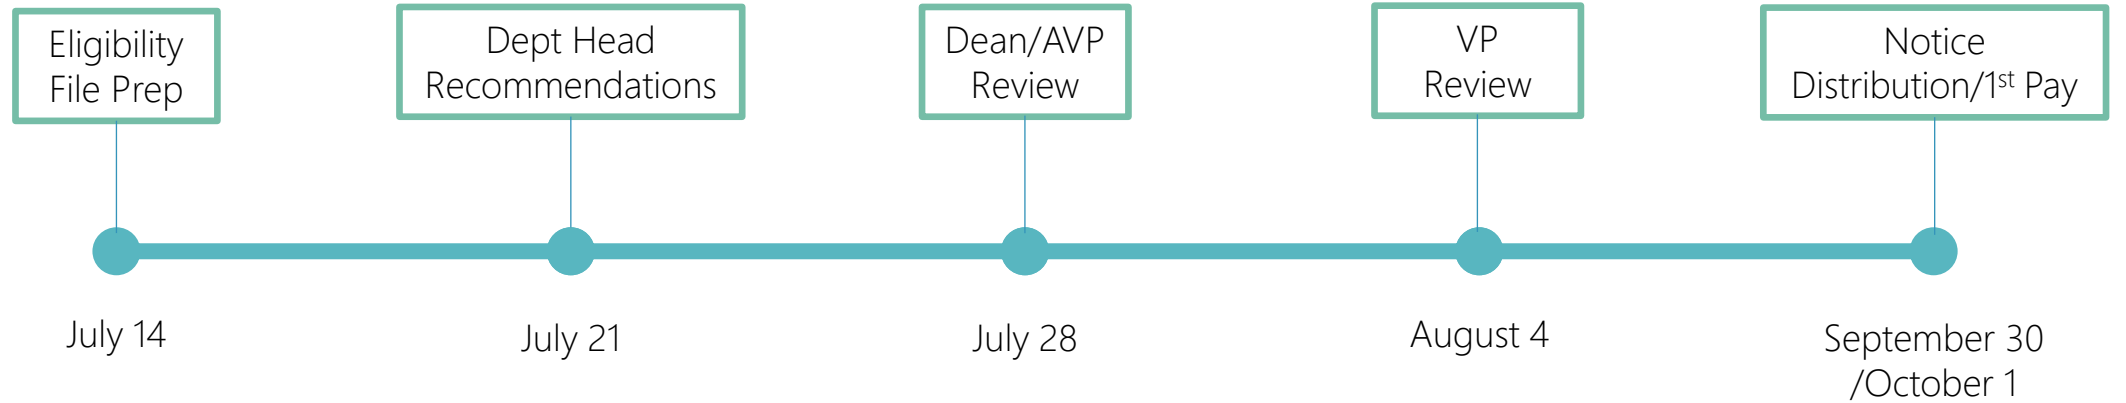 Eligibility
File Prep
Dept Head
Recommendations
Dean/AVP
Review
VP
Review
Notice
Distribution/1st Pay
July 14
July 21
July 28
August 4
September 30
/October 1